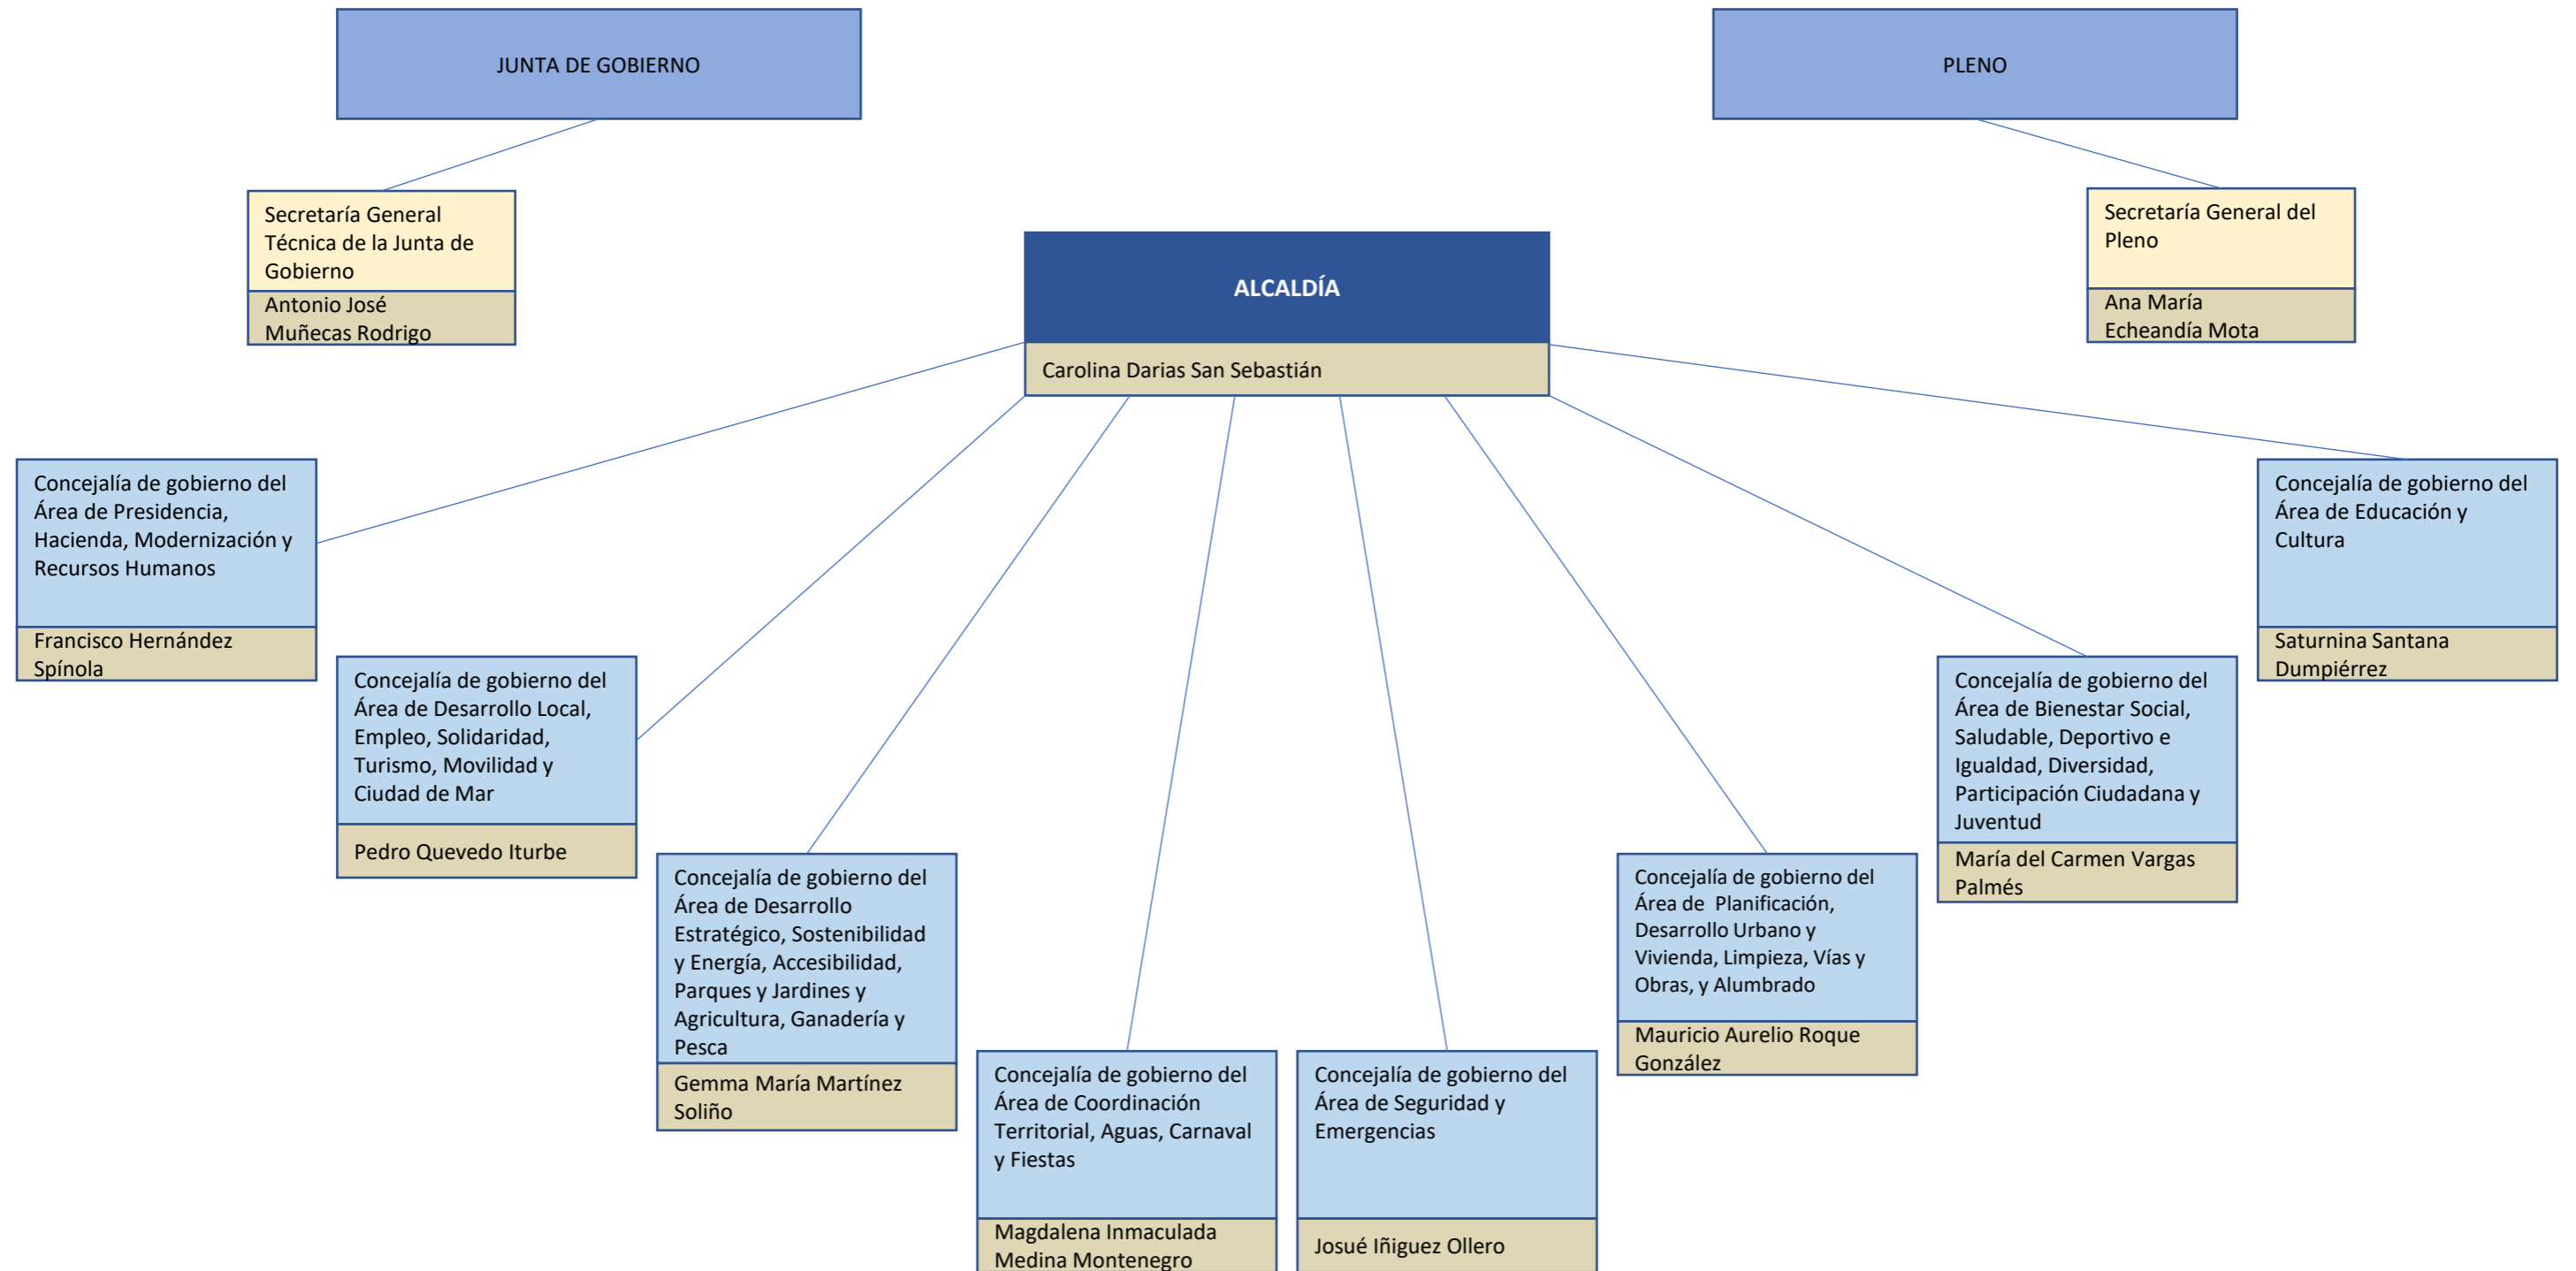 JUNTA DE GOBIERNO
PLENO
Secretaría General
Técnica de la Junta de
Gobierno
Antonio José
Muñecas Rodrigo
Secretaría General del
Pleno
Ana María
Echeandía Mota
ALCALDÍA
Carolina Darias San Sebastián
Concejalía de gobierno del
Área de Presidencia,
Hacienda, Modernización y
Recursos Humanos
Francisco Hernández
Spínola
Concejalía de gobierno del
Área de Desarrollo Local,
Empleo, Solidaridad,
Turismo, Movilidad y
Ciudad de Mar
Pedro Quevedo Iturbe
Concejalía de gobierno del
Área de Desarrollo
Estratégico, Sostenibilidad
y Energía, Accesibilidad,
Parques y Jardines y
Agricultura, Ganadería y
Pesca
Gemma María Martínez
Soliño
Concejalía de gobierno del
Área de Coordinación
Territorial, Aguas, Carnaval
y Fiestas
Magdalena Inmaculada
Medina Montenegro
Concejalía de gobierno del
Área de Seguridad y
Emergencias
Josué Iñiguez Ollero
Concejalía de gobierno del
Área de  Planificación,
Desarrollo Urbano y
Vivienda, Limpieza, Vías y
Obras, y Alumbrado
Mauricio Aurelio Roque
González
Concejalía de gobierno del
Área de Bienestar Social,
Saludable, Deportivo e
Igualdad, Diversidad,
Participación Ciudadana y
Juventud
María del Carmen Vargas
Palmés
Concejalía de gobierno del
Área de Educación y
Cultura
Saturnina Santana
Dumpiérrez